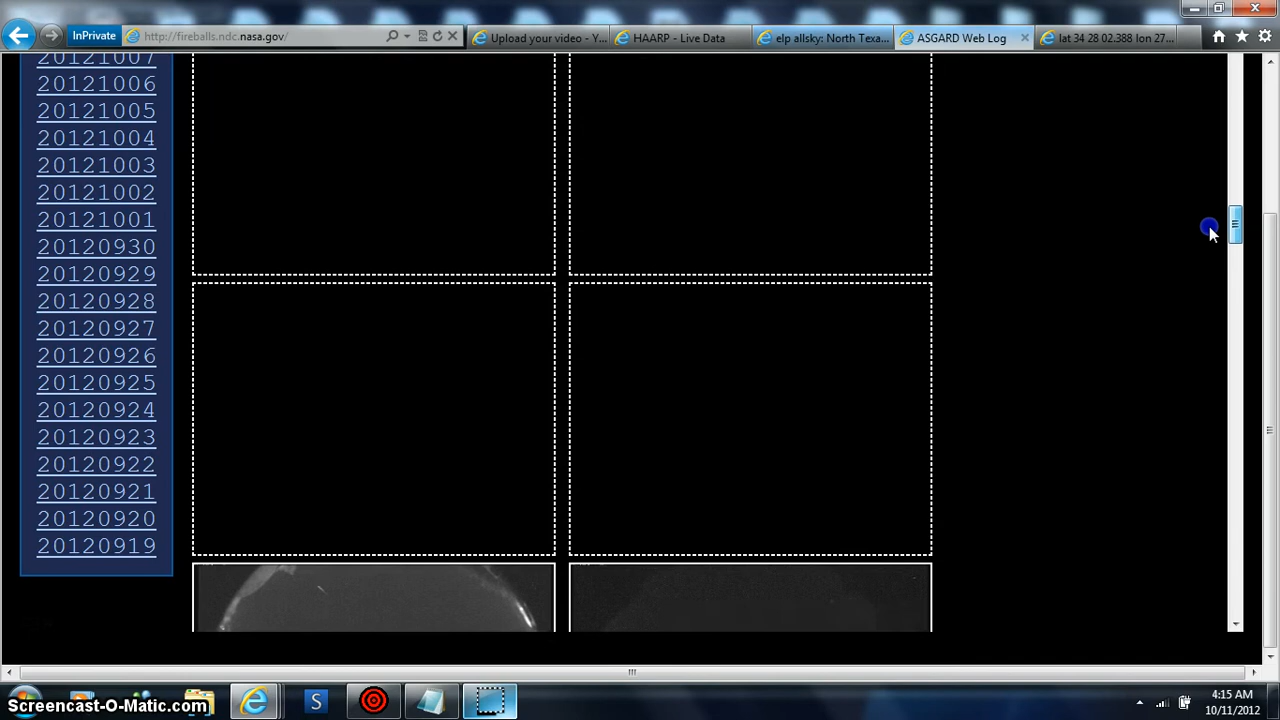 InPrivate
http://fireballs.ndc.nasa.gov/
Upload your video - Y...
HAARP - Live Data
elp allsky: North Texa...
ASGARD Web Log
lat 34 28 02.388 lon 27...
20121007
20121006
20121005
20121004
20121003
20121002
20121001
20120930
20120929
20120928
20120927
20120926
20120925
20120924
20120923
20120922
20120921
20120920
20120919
S
4:15 AM
10/11/2012
Screencast-O-Matic.com